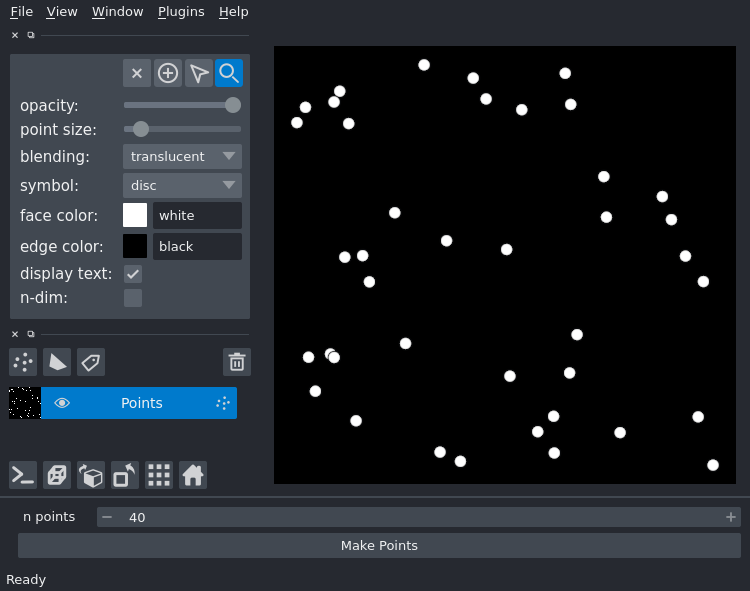 File View Window Plugins Help
opacity:
point size:
blending: translucent
symbol: disc
face color: white
edge color: black
display text:
n-dim:
Points
n points 40
Make Points
Ready